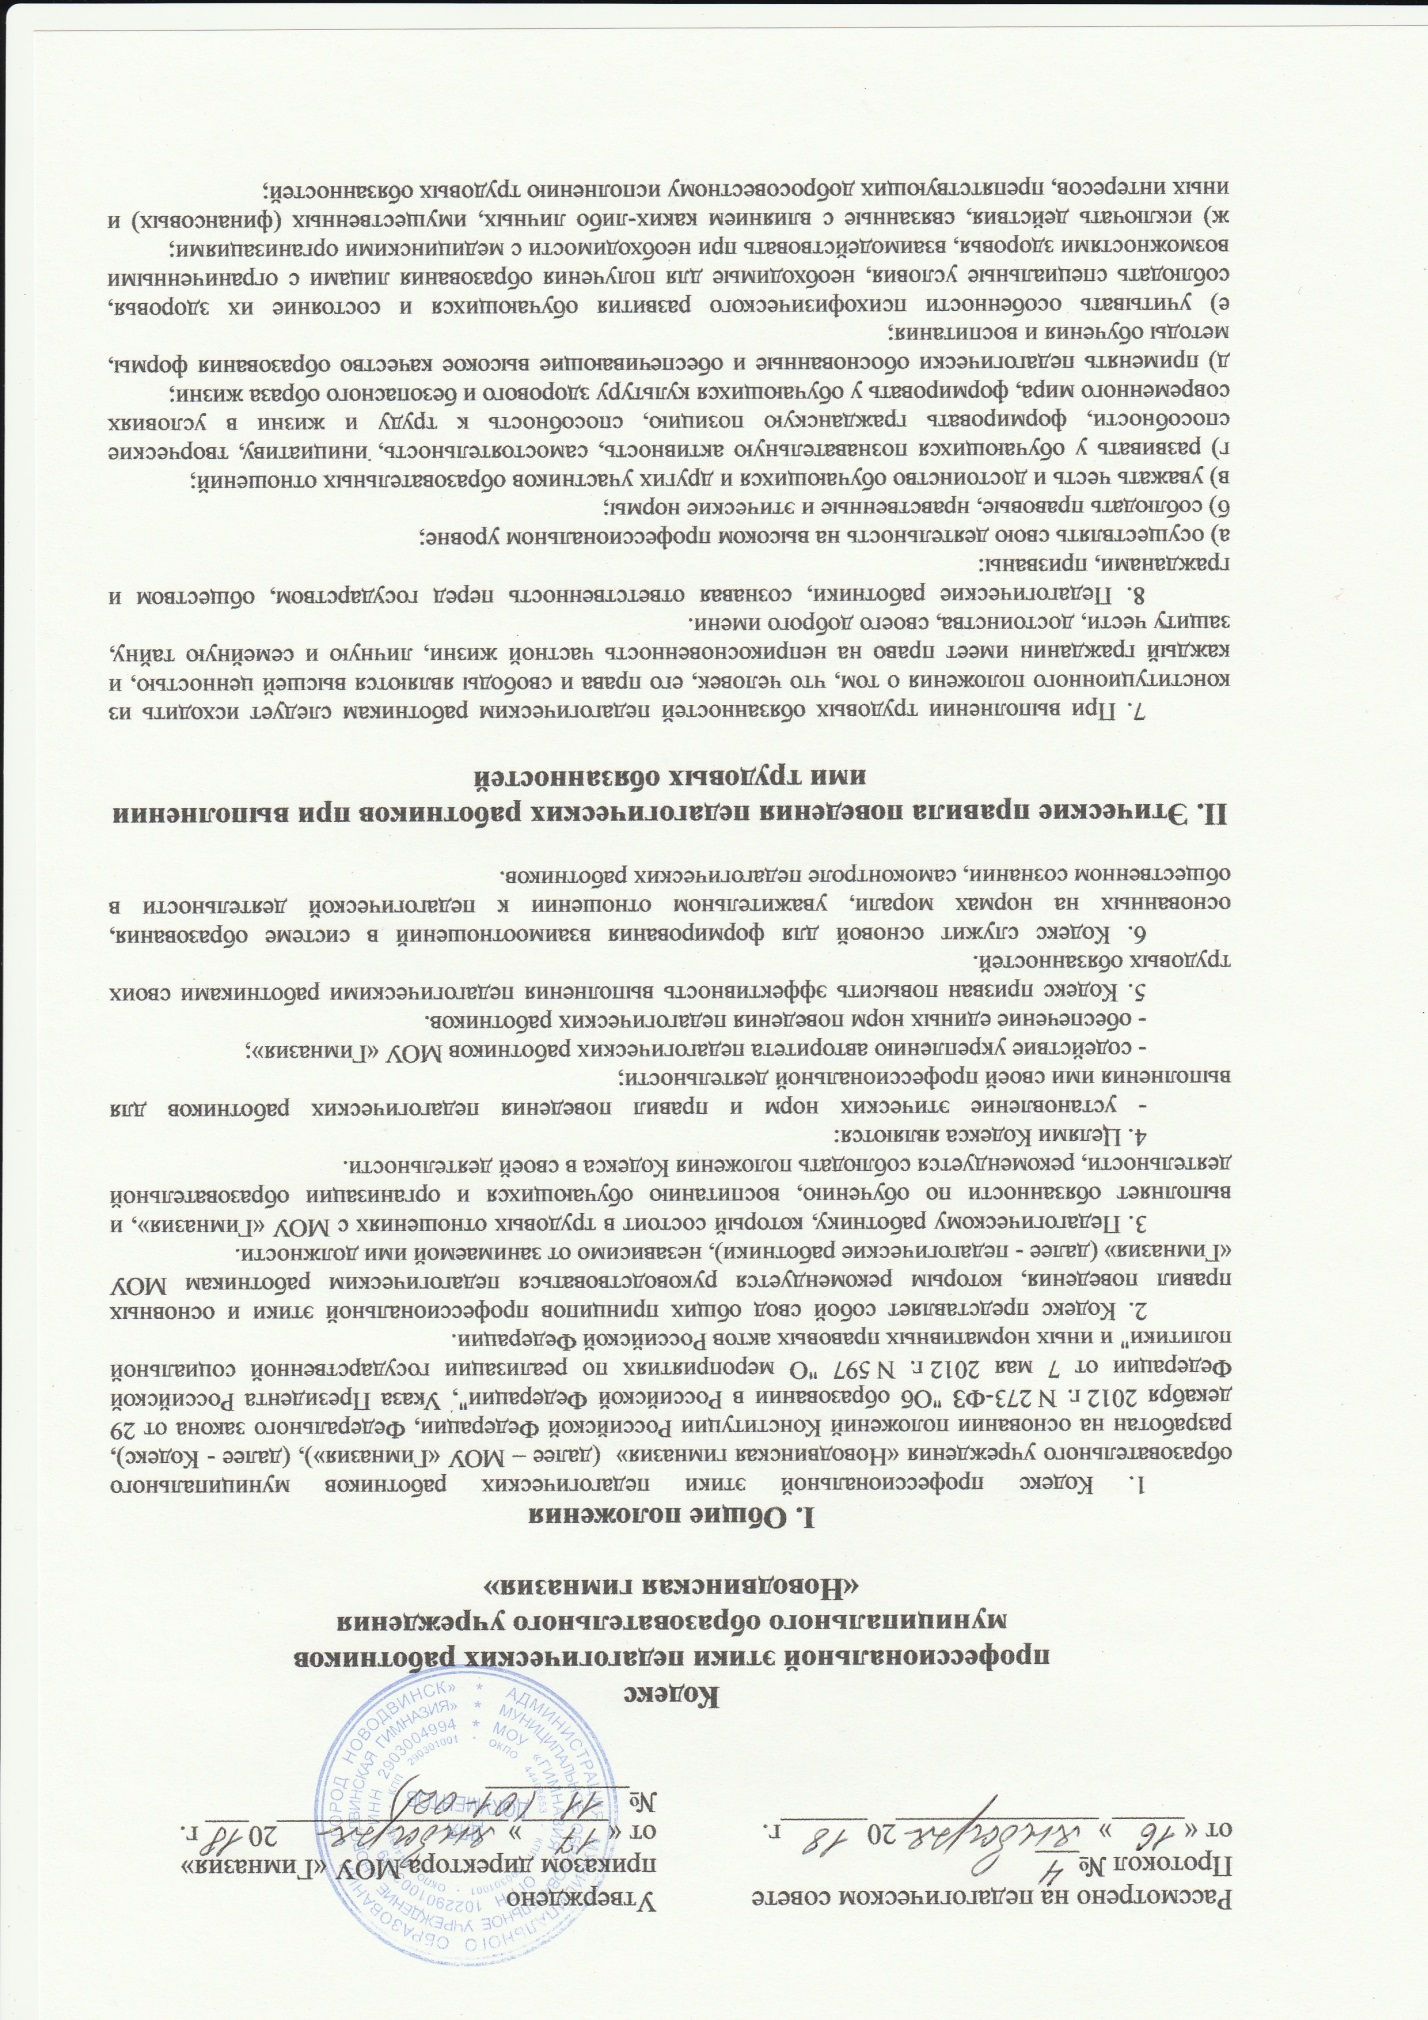 Рассмотрено на педагогическом совете
Протокол № 4
от « 16 » января 20 18 г.
Утверждено
приказом директора МОУ «Гимназия»
от « 17 » января 20 18 г.
№ 11 (01-02)
Кодекс
профессиональной этики педагогических работников
муниципального образовательного учреждения
«Новодвинская гимназия»
I. Общие положения
1. Кодекс профессиональной этики педагогических работников муниципального
образовательного учреждения «Новодвинская гимназия» (далее – МОУ «Гимназия»), (далее - Кодекс),
разработан на основании положений Конституции Российской Федерации, Федерального закона от 29
декабря 2012 г. N 273-ФЗ "Об образовании в Российской Федерации", Указа Президента Российской
Федерации от 7 мая 2012 г. N 597 "О мероприятиях по реализации государственной социальной
политики" и иных нормативных правовых актов Российской Федерации.
2. Кодекс представляет собой свод общих принципов профессиональной этики и основных
правил поведения, которым рекомендуется руководствоваться педагогическим работникам МОУ
«Гимназия» (далее - педагогические работники), независимо от занимаемой ими должности.
3. Педагогическому работнику, который состоит в трудовых отношениях с МОУ «Гимназия», и
выполняет обязанности по обучению, воспитанию обучающихся и организации образовательной
деятельности, рекомендуется соблюдать положения Кодекса в своей деятельности.
4. Целями Кодекса являются:
- установление этических норм и правил поведения педагогических работников для
выполнения ими своей профессиональной деятельности;
- содействие укреплению авторитета педагогических работников МОУ «Гимназия»;
- обеспечение единых норм поведения педагогических работников.
5. Кодекс призван повысить эффективность выполнения педагогическими работниками своих
трудовых обязанностей.
6. Кодекс служит основой для формирования взаимоотношений в системе образования,
основанных на нормах морали, уважительном отношении к педагогической деятельности в
общественном сознании, самоконтроле педагогических работников.
II. Этические правила поведения педагогических работников при выполнении
ими трудовых обязанностей
7. При выполнении трудовых обязанностей педагогическим работникам следует исходить из
конституционного положения о том, что человек, его права и свободы являются высшей ценностью, и
каждый гражданин имеет право на неприкосновенность частной жизни, личную и семейную тайну,
защиту чести, достоинства, своего доброго имени.
8. Педагогические работники, сознавая ответственность перед государством, обществом и
гражданами, призваны:
а) осуществлять свою деятельность на высоком профессиональном уровне;
б) соблюдать правовые, нравственные и этические нормы;
в) уважать честь и достоинство обучающихся и других участников образовательных отношений;
г) развивать у обучающихся познавательную активность, самостоятельность, инициативу, творческие
способности, формировать гражданскую позицию, способность к труду и жизни в условиях
современного мира, формировать у обучающихся культуру здорового и безопасного образа жизни;
д) применять педагогически обоснованные и обеспечивающие высокое качество образования формы,
методы обучения и воспитания;
е) учитывать особенности психофизического развития обучающихся и состояние их здоровья,
соблюдать специальные условия, необходимые для получения образования лицами с ограниченными
возможностями здоровья, взаимодействовать при необходимости с медицинскими организациями;
ж) исключать действия, связанные с влиянием каких-либо личных, имущественных (финансовых) и
иных интересов, препятствующих добросовестному исполнению трудовых обязанностей;
АДМИНИСТРАЦИЯ МУНИЦИПАЛЬНОГО ОБРАЗОВАНИЯ «ГОРОД НОВОДВИНСК» *
МУНИЦИПАЛЬНОЕ ОБРАЗОВАТЕЛЬНОЕ УЧРЕЖДЕНИЕ «НОВОДВИНСКАЯ ГИМНАЗИЯ» *
МОУ «ГИМНАЗИЯ»
ИНН 2903004994 *
КПП 290301001
ДЛЯ
ДОКУМЕНТОВ